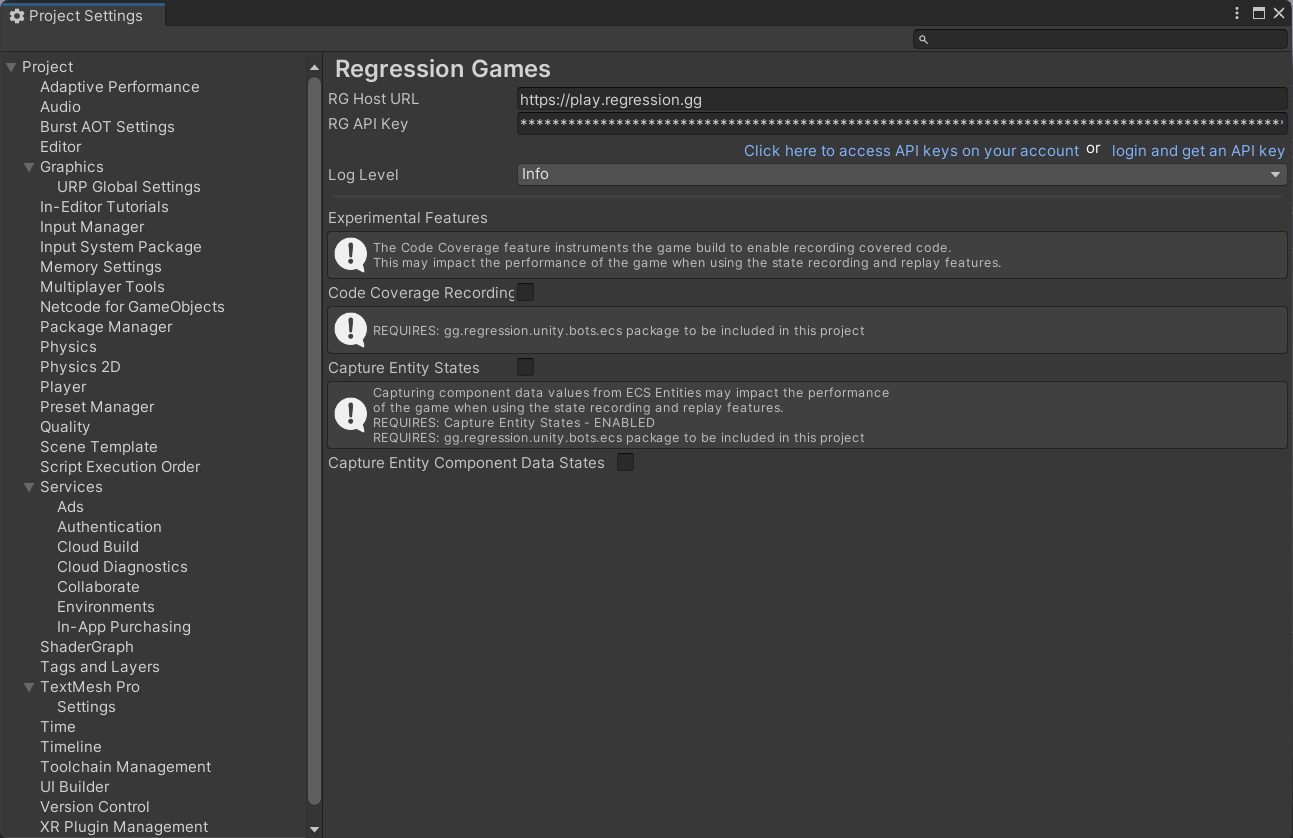 Project Settings
Project
Adaptive Performance
Audio
Burst AOT Settings
Editor
Graphics
URP Global Settings
In-Editor Tutorials
Input Manager
Input System Package
Memory Settings
Multiplayer Tools
Netcode for GameObjects
Package Manager
Physics
Physics 2D
Player
Preset Manager
Quality
Scene Template
Script Execution Order
Services
Ads
Authentication
Cloud Build
Cloud Diagnostics
Collaborate
Environments
In-App Purchasing
ShaderGraph
Tags and Layers
TextMesh Pro
Settings
Time
Timeline
Toolchain Management
UI Builder
Version Control
XR Plugin Management
Regression Games
RG Host URL https://play.regression.gg
RG API Key ***********************************************************************************************
Click here to access API keys on your account or login and get an API key
Log Level Info
Experimental Features
The Code Coverage feature instruments the game build to enable recording covered code.
This may impact the performance of the game when using the state recording and replay features.
Code Coverage Recording
REQUIRES: gg.regression.unity.bots.ecs package to be included in this project
Capture Entity States
Capturing component data values from ECS Entities may impact the performance
of the game when using the state recording and replay features.
REQUIRES: Capture Entity States - ENABLED
REQUIRES: gg.regression.unity.bots.ecs package to be included in this project
Capture Entity Component Data States